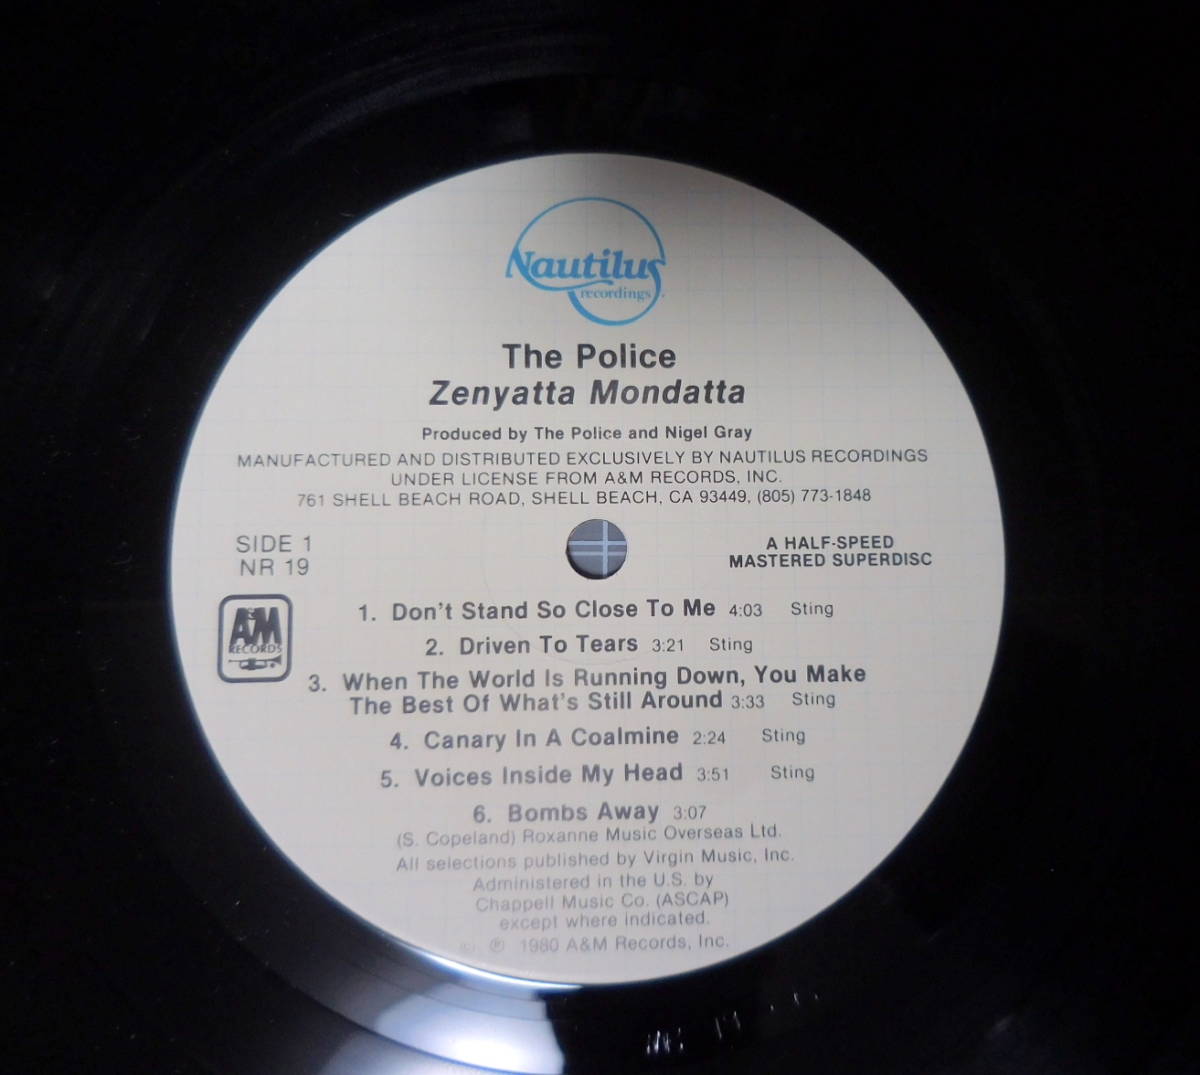 Nautilus
recordings
The Police
Zenyatta Mondatta
Produced by The Police and Nigel Gray
MANUFACTURED AND DISTRIBUTED EXCLUSIVELY BY NAUTILUS RECORDINGS
UNDER LICENSE FROM A&M RECORDS, INC.
761 SHELL BEACH ROAD, SHELL BEACH, CA 93449, (805) 773-1848
SIDE 1
NR 19
A HALF-SPEED
MASTERED SUPERDISC
A&M
RECORDS
1. Don't Stand So Close To Me 4:03 Sting
2. Driven To Tears 3:21 Sting
3. When The World Is Running Down, You Make
The Best Of What's Still Around 3:33 Sting
4. Canary In A Coalmine 2:24 Sting
5. Voices Inside My Head 3:51 Sting
6. Bombs Away 3:07
(S. Copeland) Roxanne Music Overseas Ltd.
All selections published by Virgin Music, Inc.
Administered in the U.S. by
Chappell Music Co. (ASCAP)
except where indicated.
© ℗ 1980 A&M Records, Inc.